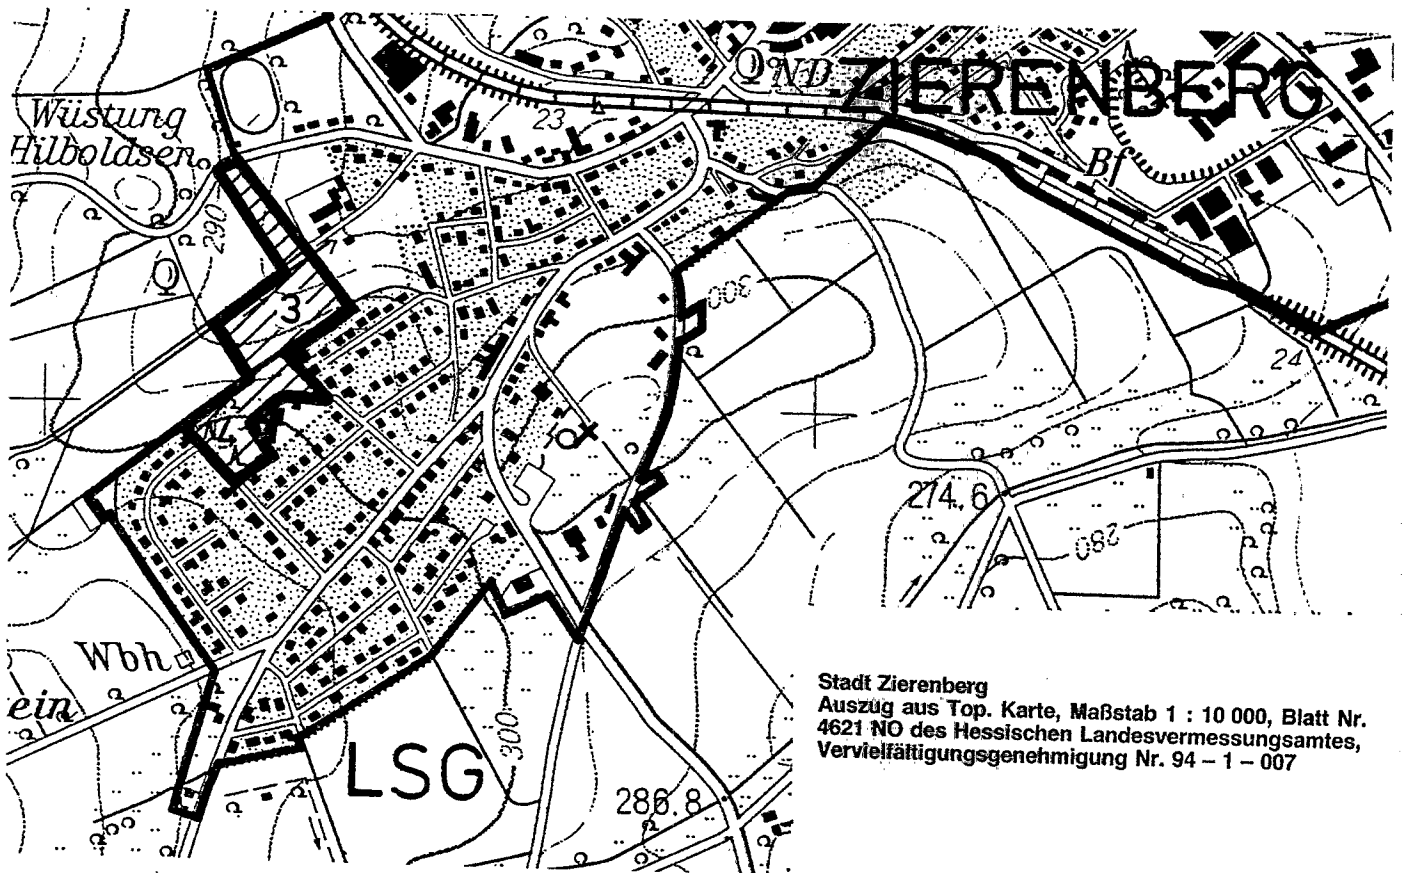 ND
ZIERENBERG
Wüstung
Hilboldsen
23
Bf
290
3
300
24
274.6
280
Wbh
ein
300
LSG
286.8
Stadt Zierenberg
Auszug aus Top. Karte, Maßstab 1 : 10 000, Blatt Nr.
4621 NO des Hessischen Landesvermessungsamtes,
Vervielfältigungsgenehmigung Nr. 94 – 1 – 007